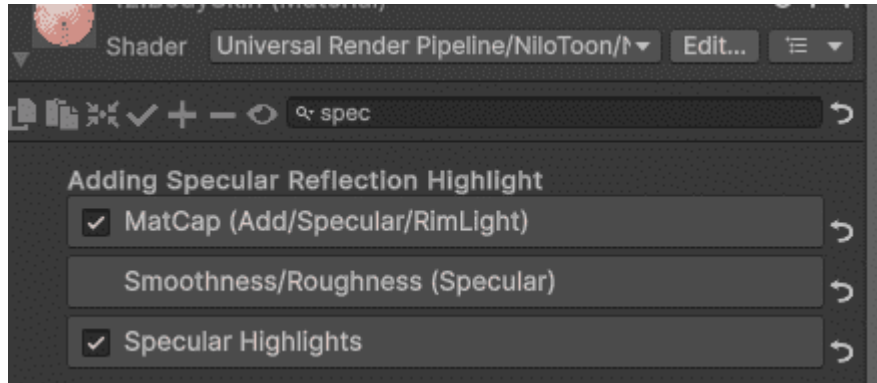 Shader Universal Render Pipeline/NiloToon/ Edit...
spec
Adding Specular Reflection Highlight
MatCap (Add/Specular/RimLight)
Smoothness/Roughness (Specular)
Specular Highlights